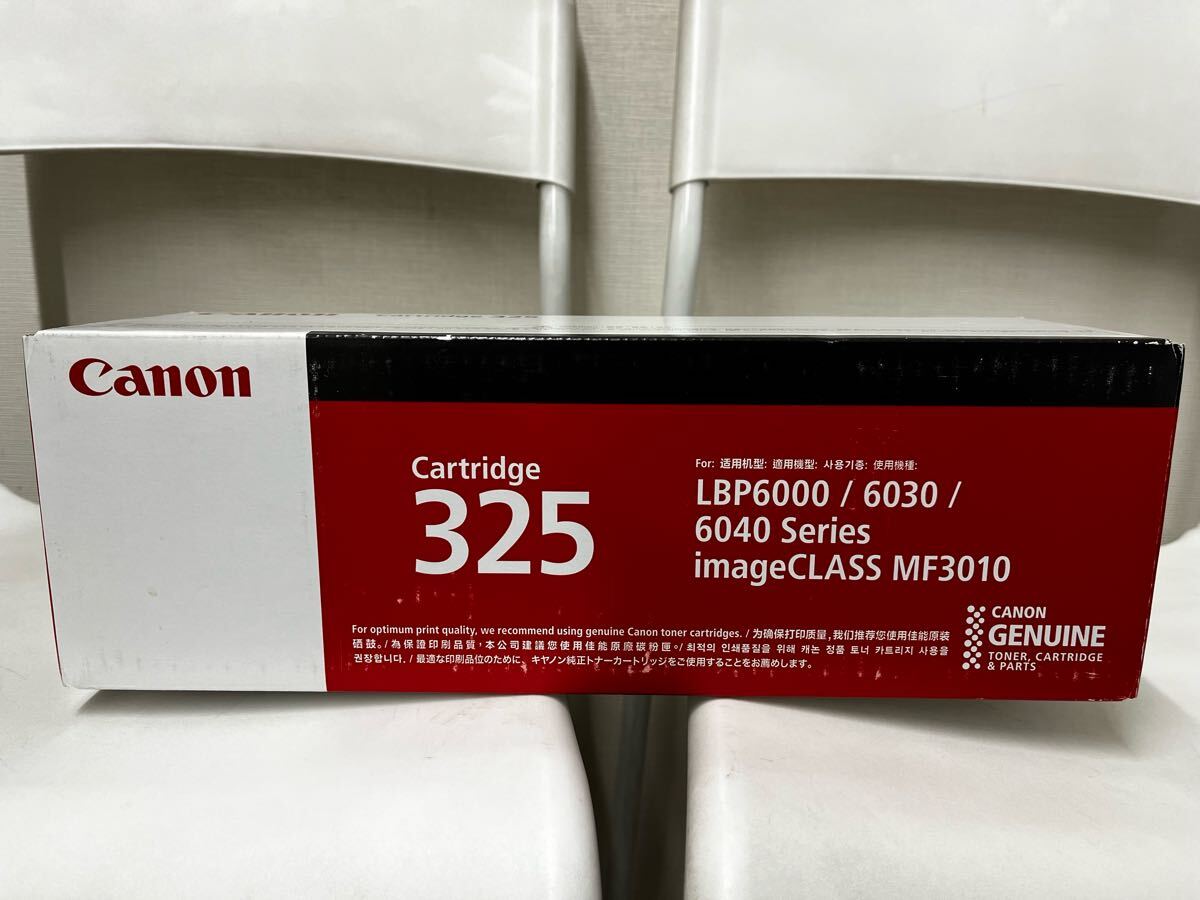 Canon
Cartridge
325
For: 适用机型: 適用機型: 사용기종: 使用機種:
LBP6000 / 6030 /
6040 Series
imageCLASS MF3010
For optimum print quality, we recommend using genuine Canon toner cartridges. / 为确保打印质量, 我们推荐您使用佳能原装
硒鼓。/ 為保證印刷品質, 本公司建議您使用佳能原廠碳粉匣。/ 최적의 인쇄품질을 위해 캐논 정품 토너 카트리지 사용을
권장합니다. / 最適な印刷品位のために、キヤノン純正トナーカートリッジをご使用することをお薦めします。
CANON
GENUINE
TONER, CARTRIDGE
& PARTS